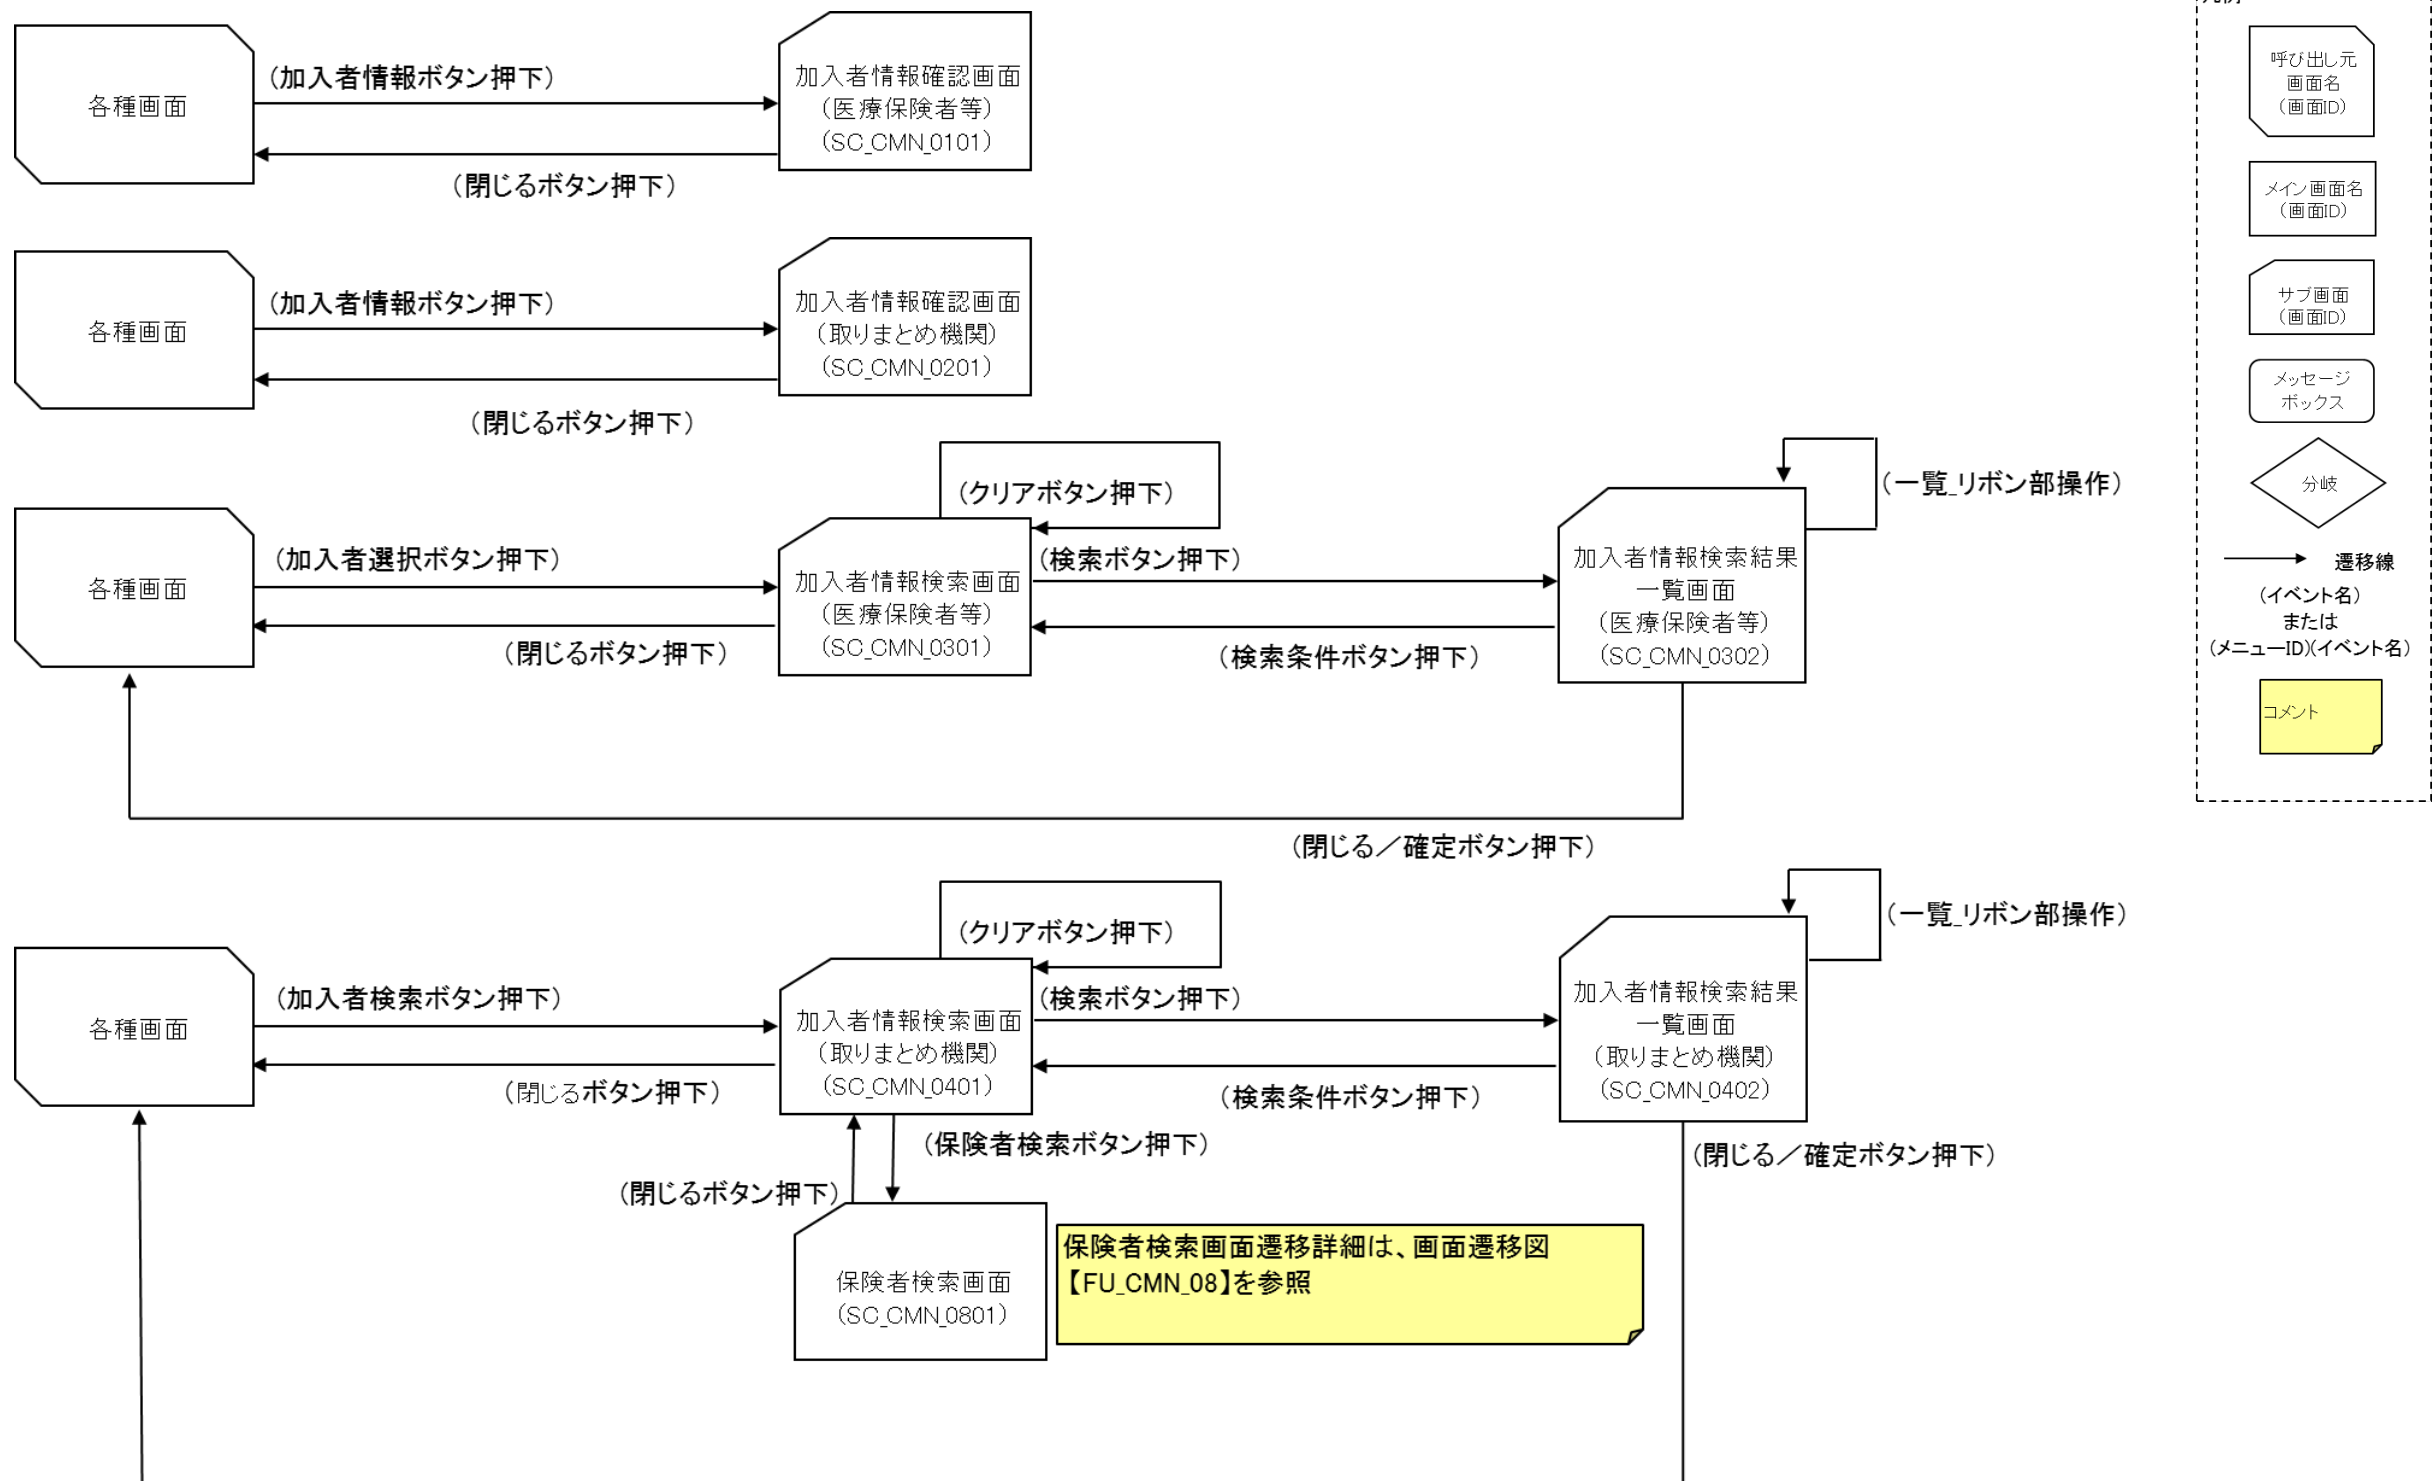 各種画面
（加入者情報ボタン押下）
（閉じるボタン押下）
加入者情報確認画面
（医療保険者等）
（SC_CMN_0101）
各種画面
（加入者情報ボタン押下）
（閉じるボタン押下）
加入者情報確認画面
（取りまとめ機関）
（SC_CMN_0201）
各種画面
（加入者選択ボタン押下）
（閉じるボタン押下）
（クリアボタン押下）
加入者情報検索画面
（医療保険者等）
（SC_CMN_0301）
（検索ボタン押下）
（検索条件ボタン押下）
（一覧_リボン部操作）
加入者情報検索結果
一覧画面
（医療保険者等）
（SC_CMN_0302）
（閉じる／確定ボタン押下）
各種画面
（加入者検索ボタン押下）
（閉じるボタン押下）
（クリアボタン押下）
加入者情報検索画面
（取りまとめ機関）
（SC_CMN_0401）
（検索ボタン押下）
（検索条件ボタン押下）
（一覧_リボン部操作）
加入者情報検索結果
一覧画面
（取りまとめ機関）
（SC_CMN_0402）
（保険者検索ボタン押下）
（閉じるボタン押下）
（閉じる／確定ボタン押下）
保険者検索画面
（SC_CMN_0801）
保険者検索画面遷移詳細は、画面遷移図
【FU_CMN_08】を参照
呼び出し元
画面名
（画面ID）
メイン画面名
（画面ID）
サブ画面
（画面ID）
メッセージ
ボックス
分岐
遷移線
（イベント名）
または
（メニューID）（イベント名）
コメント